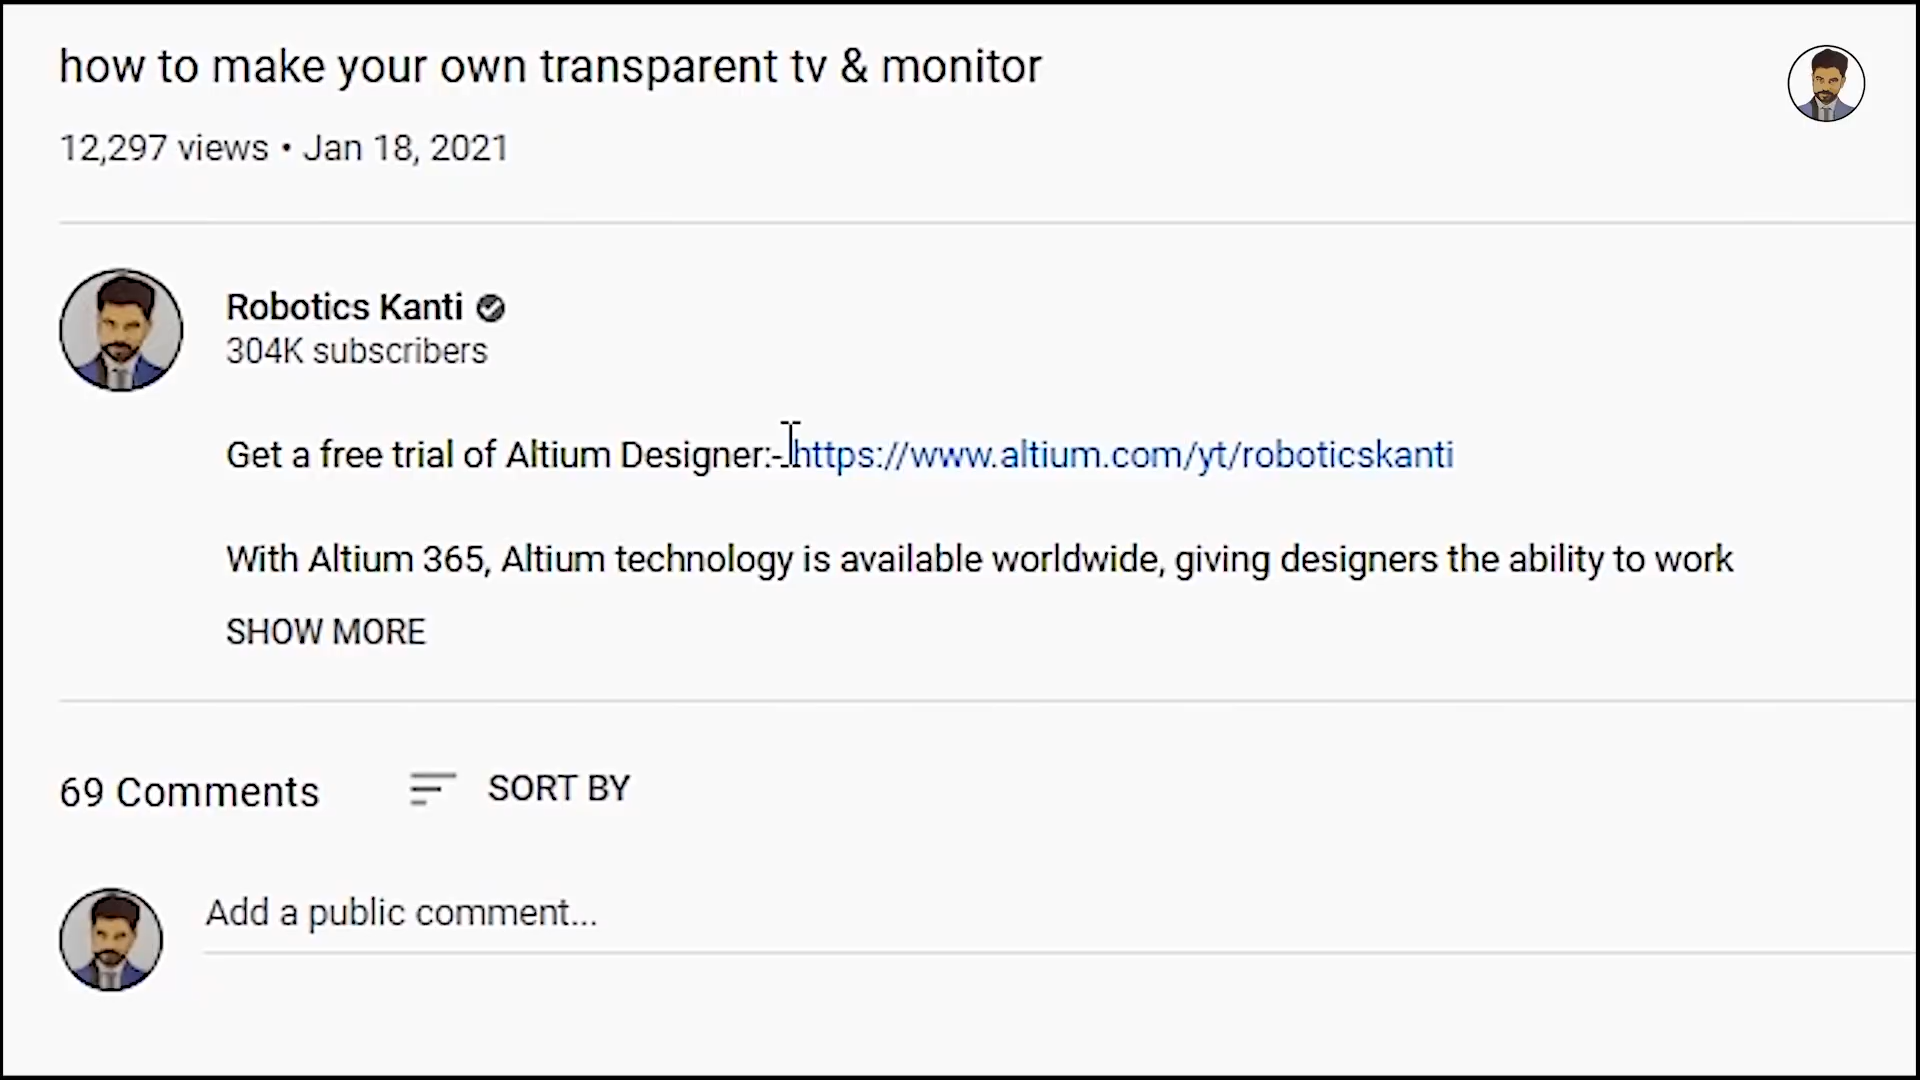 how to make your own transparent tv & monitor
12,297 views • Jan 18, 2021
Robotics Kanti
304K subscribers
Get a free trial of Altium Designer:- https://www.altium.com/yt/roboticskanti
With Altium 365, Altium technology is available worldwide, giving designers the ability to work
SHOW MORE
69 Comments SORT BY
Add a public comment...